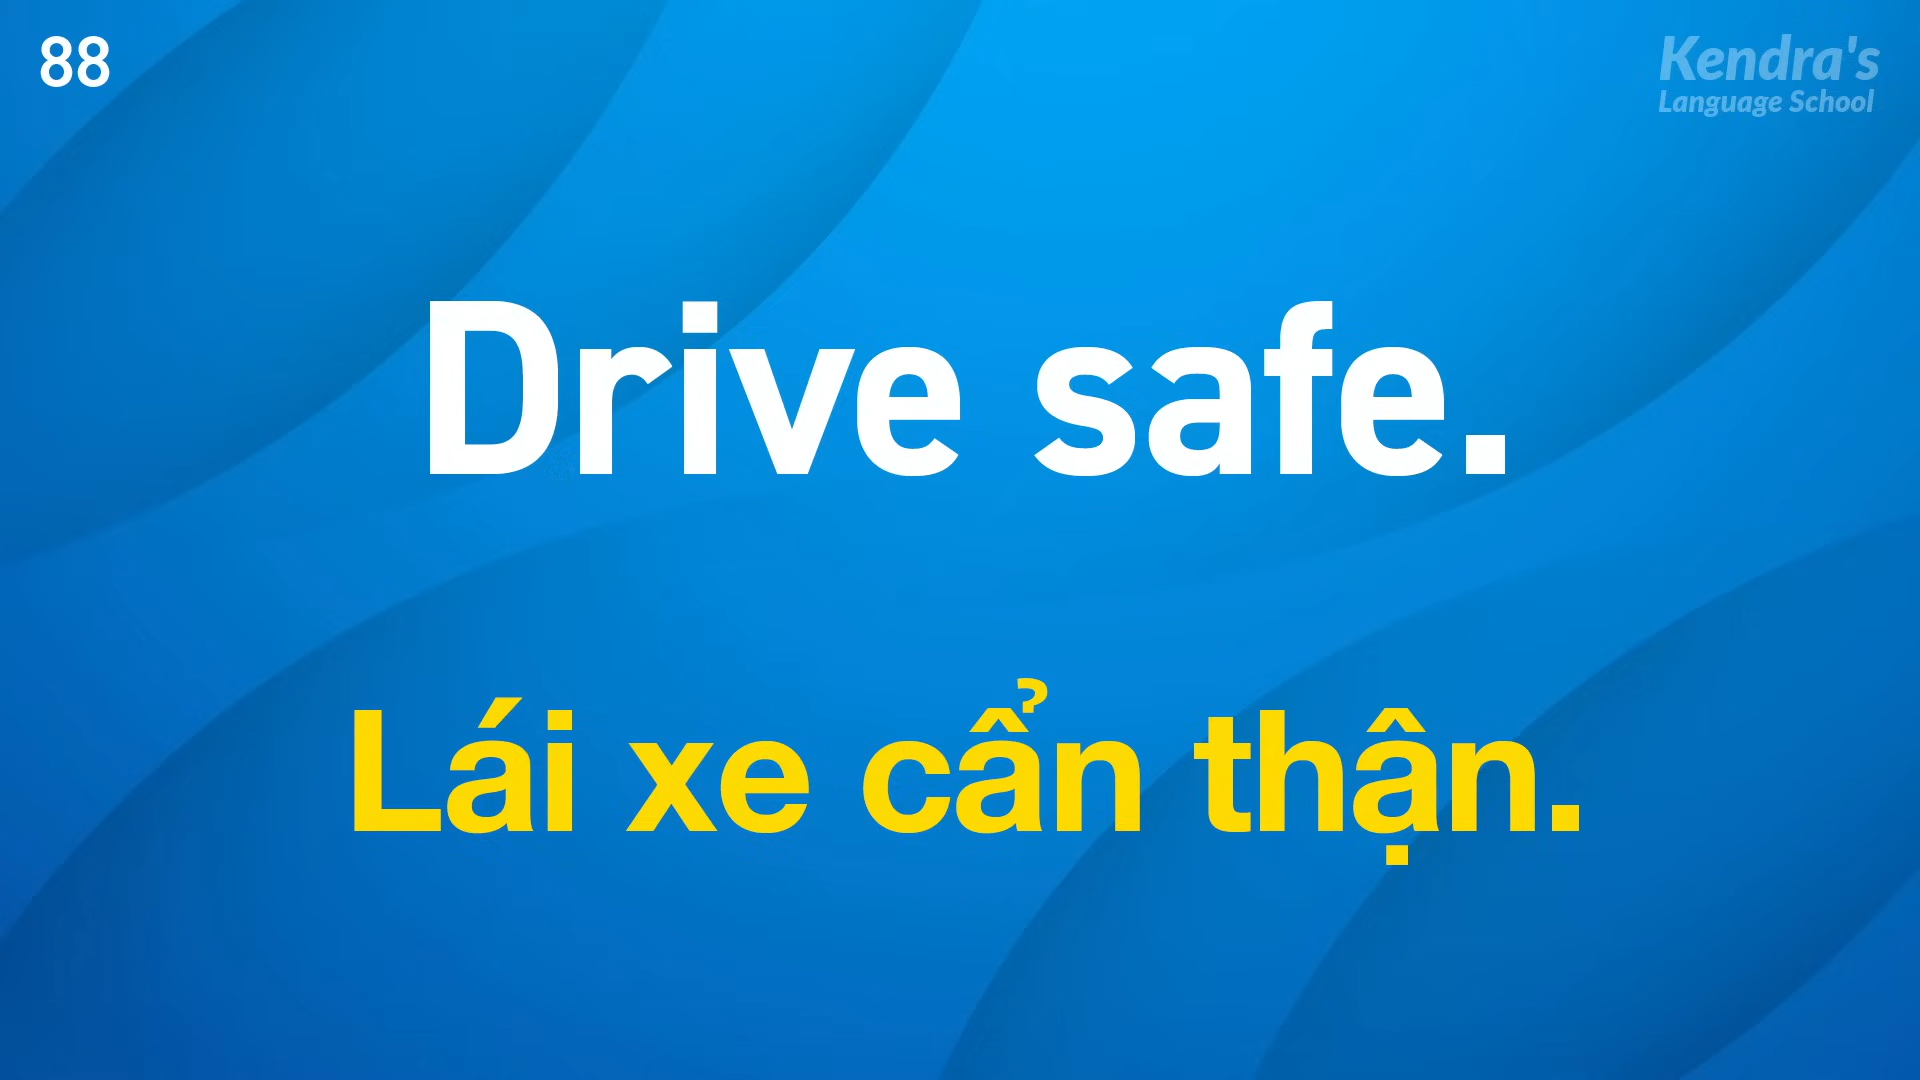 88
Kendra's
Language School
Drive safe.
Lái xe cẩn thận.